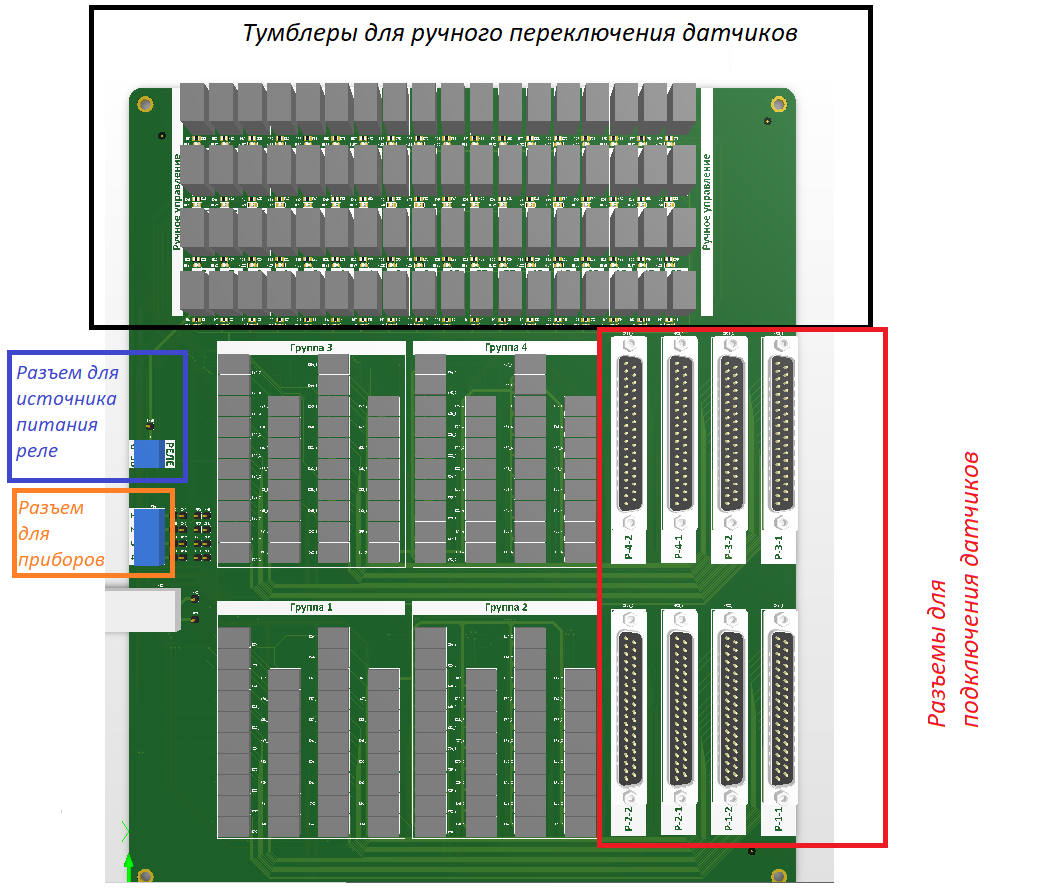 Тумблеры для ручного переключения датчиков
Ручное управление
Ручное управление
Разъем для
источника
питания
реле
РЕЛЕ
Разъем
для
приборов
Группа 3
Группа 4
P-4-2
P-4-1
P-3-2
P-3-1
Разъемы для
подключения датчиков
Группа 1
Группа 2
P-2-2
P-2-1
P-1-2
P-1-1